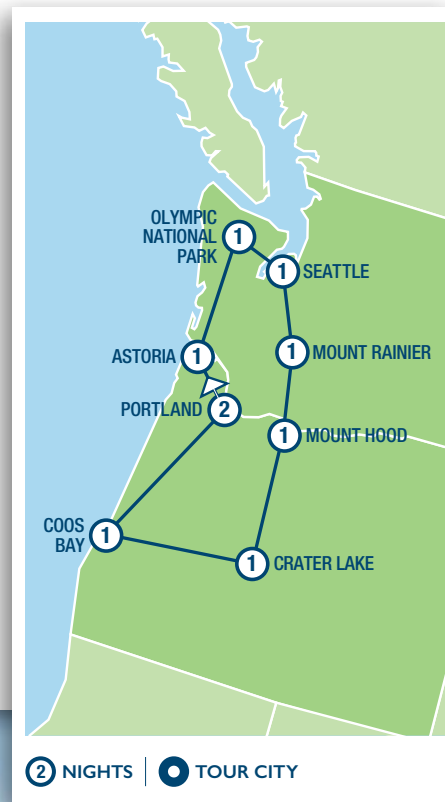 OLYMPIC
NATIONAL
PARK
1
1 SEATTLE
ASTORIA 1
1 MOUNT RAINIER
PORTLAND 2
1 MOUNT HOOD
COOS
BAY
1
1 CRATER LAKE
2 NIGHTS TOUR CITY